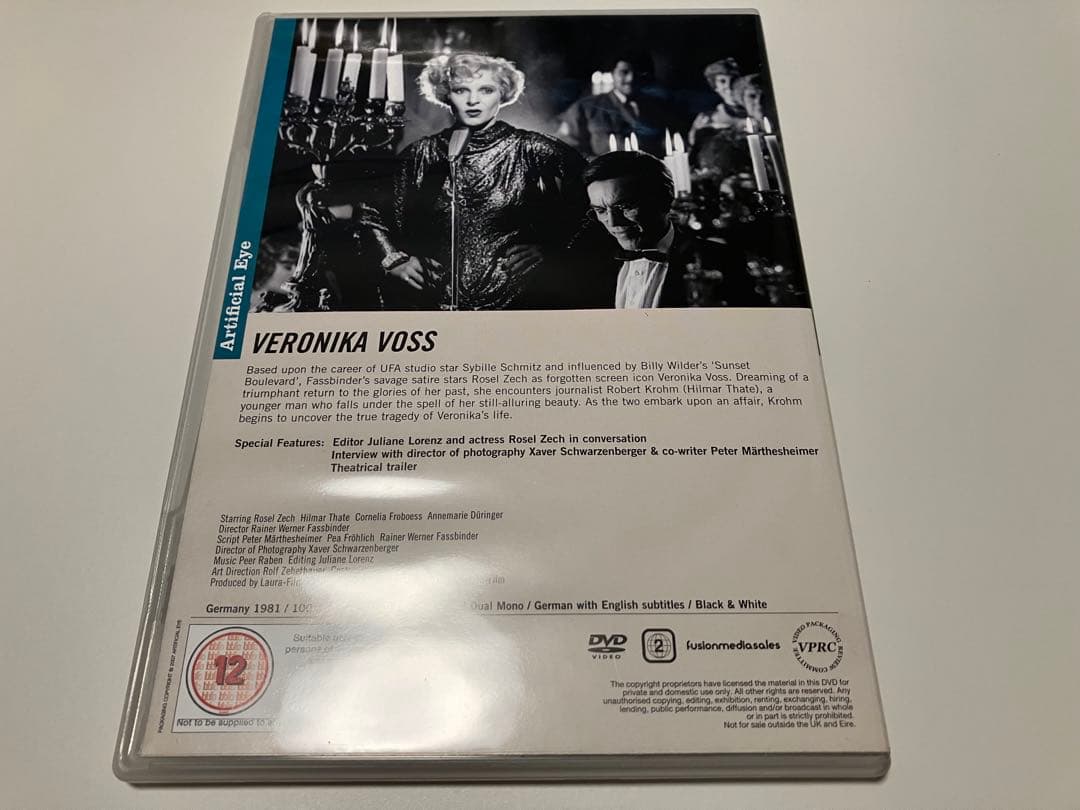 Artificial Eye
VERONIKA VOSS
Based upon the career of UFA studio star Sybille Schmitz and influenced by Billy Wilder's 'Sunset
Boulevard', Fassbinder's savage satire stars Rosel Zech as forgotten screen icon Veronika Voss. Dreaming of a
triumphant return to the glories of her past, she encounters journalist Robert Krohm (Hilmar Thate), a
younger man who falls under the spell of her still-alluring beauty. As the two embark upon an affair, Krohm
begins to uncover the true tragedy of Veronika's life.
Special Features: Editor Juliane Lorenz and actress Rosel Zech in conversation
Interview with director of photography Xaver Schwarzenberger & co-writer Peter Märthesheimer
Theatrical trailer
Starring Rosel Zech Hilmar Thate Cornelia Froboess Annemarie Düringer
Director Rainer Werner Fassbinder
Script Peter Märthesheimer Pea Fröhlich Rainer Werner Fassbinder
Director of Photography Xaver Schwarzenberger
Music Peer Raben Editing Juliane Lorenz
Art Direction Rolf
Produced by
Germany 1981 / Dual Mono / German with English subtitles / Black & White
PACKAGING COPYRIGHT © 2007 ARTIFICIAL EYE
12
Suitable
persons of
Not to be supplied to
DVD
VIDEO
2
fusionmediasales
VIDEO PACKAGING REVIEW COMMITTEE
VPRC
The copyright proprietors have licensed the material in this DVD for
private and domestic use only. All other rights are reserved. Any
unauthorised copying, editing, exhibition, renting, exchanging, hiring,
lending, public performance, diffusion and/or broadcast in whole
or in part is strictly prohibited.
Not for sale outside the UK and Eire.